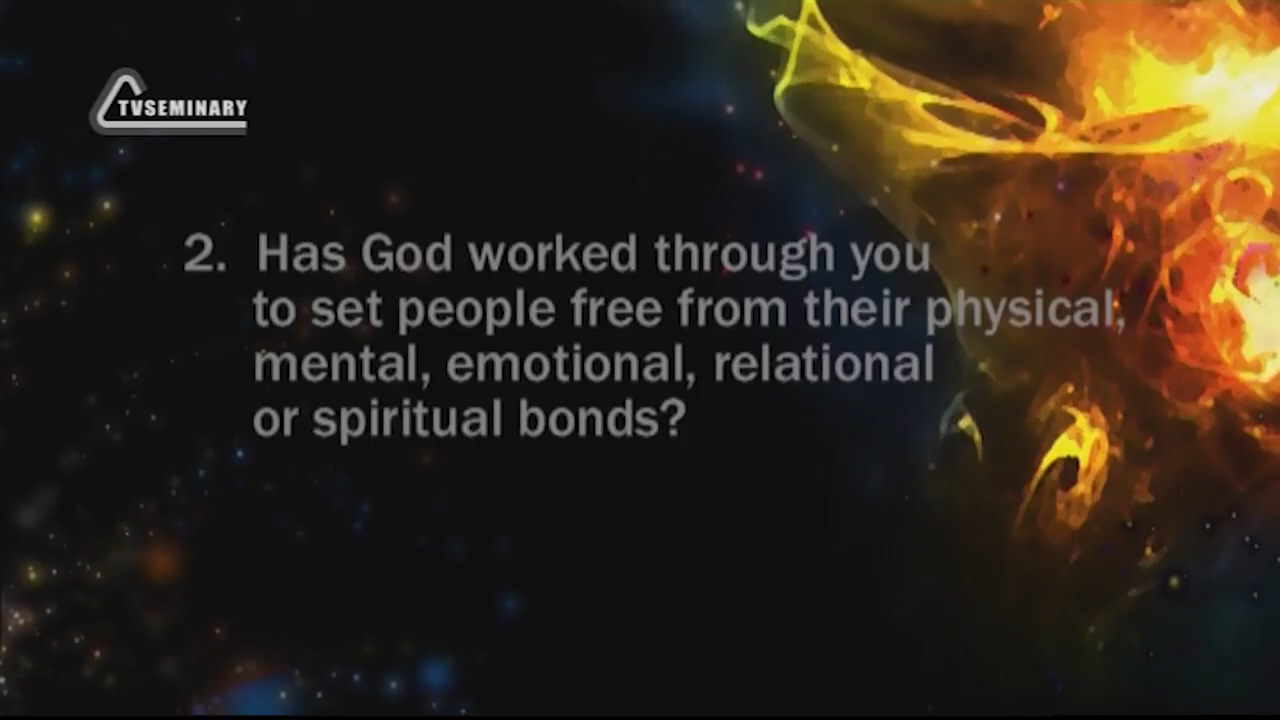 TVSEMINARY
2. Has God worked through you
to set people free from their physical,
mental, emotional, relational
or spiritual bonds?